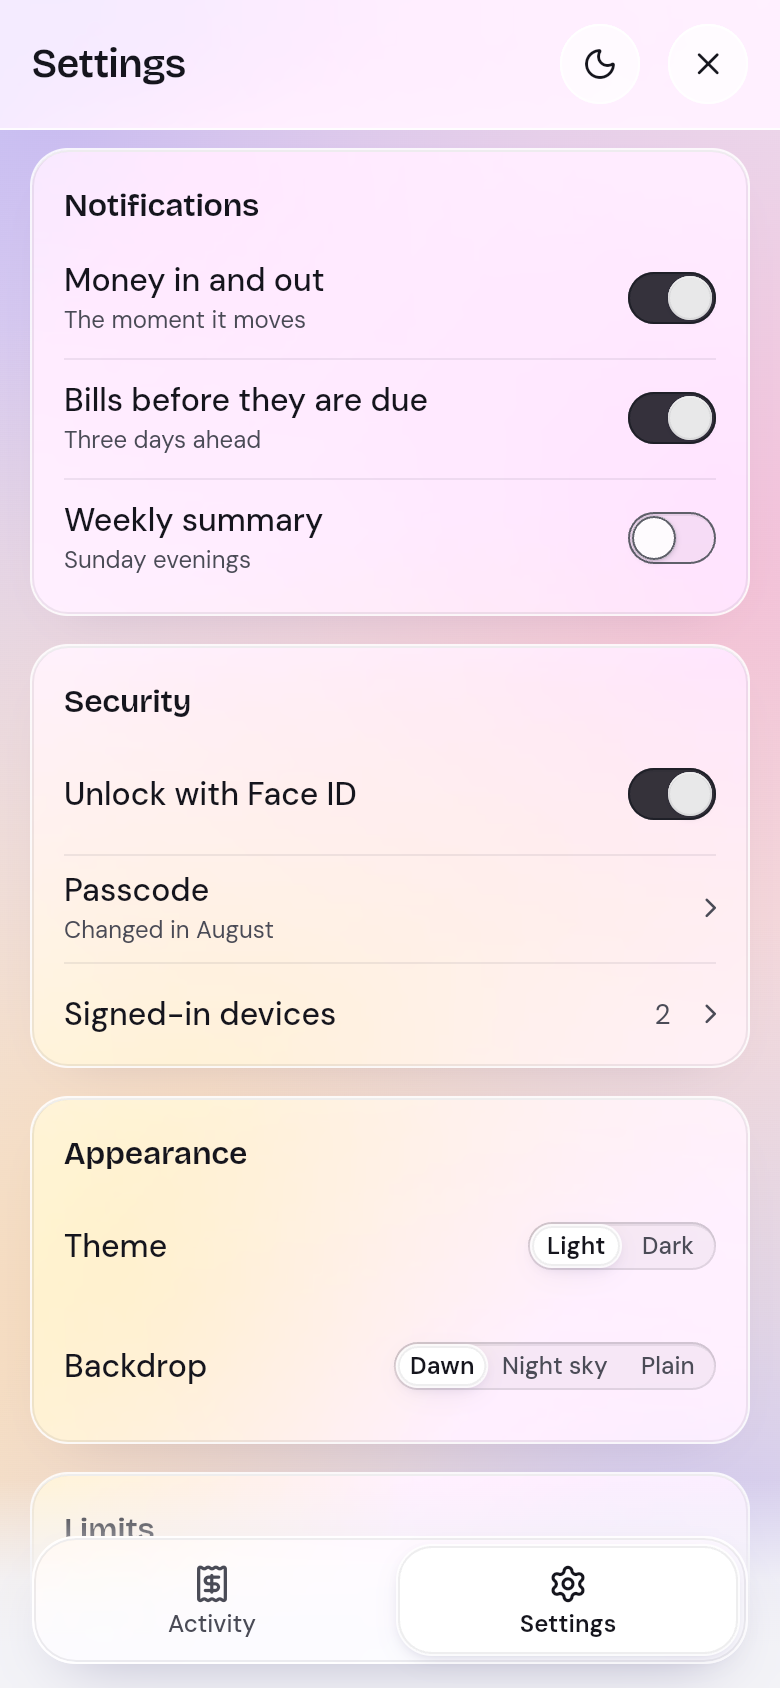 Settings
Notifications
Money in and out
The moment it moves
Bills before they are due
Three days ahead
Weekly summary
Sunday evenings
Security
Unlock with Face ID
Passcode
Changed in August
Signed-in devices 2
Appearance
Theme Light Dark
Backdrop Dawn Night sky Plain
Limits
Activity Settings